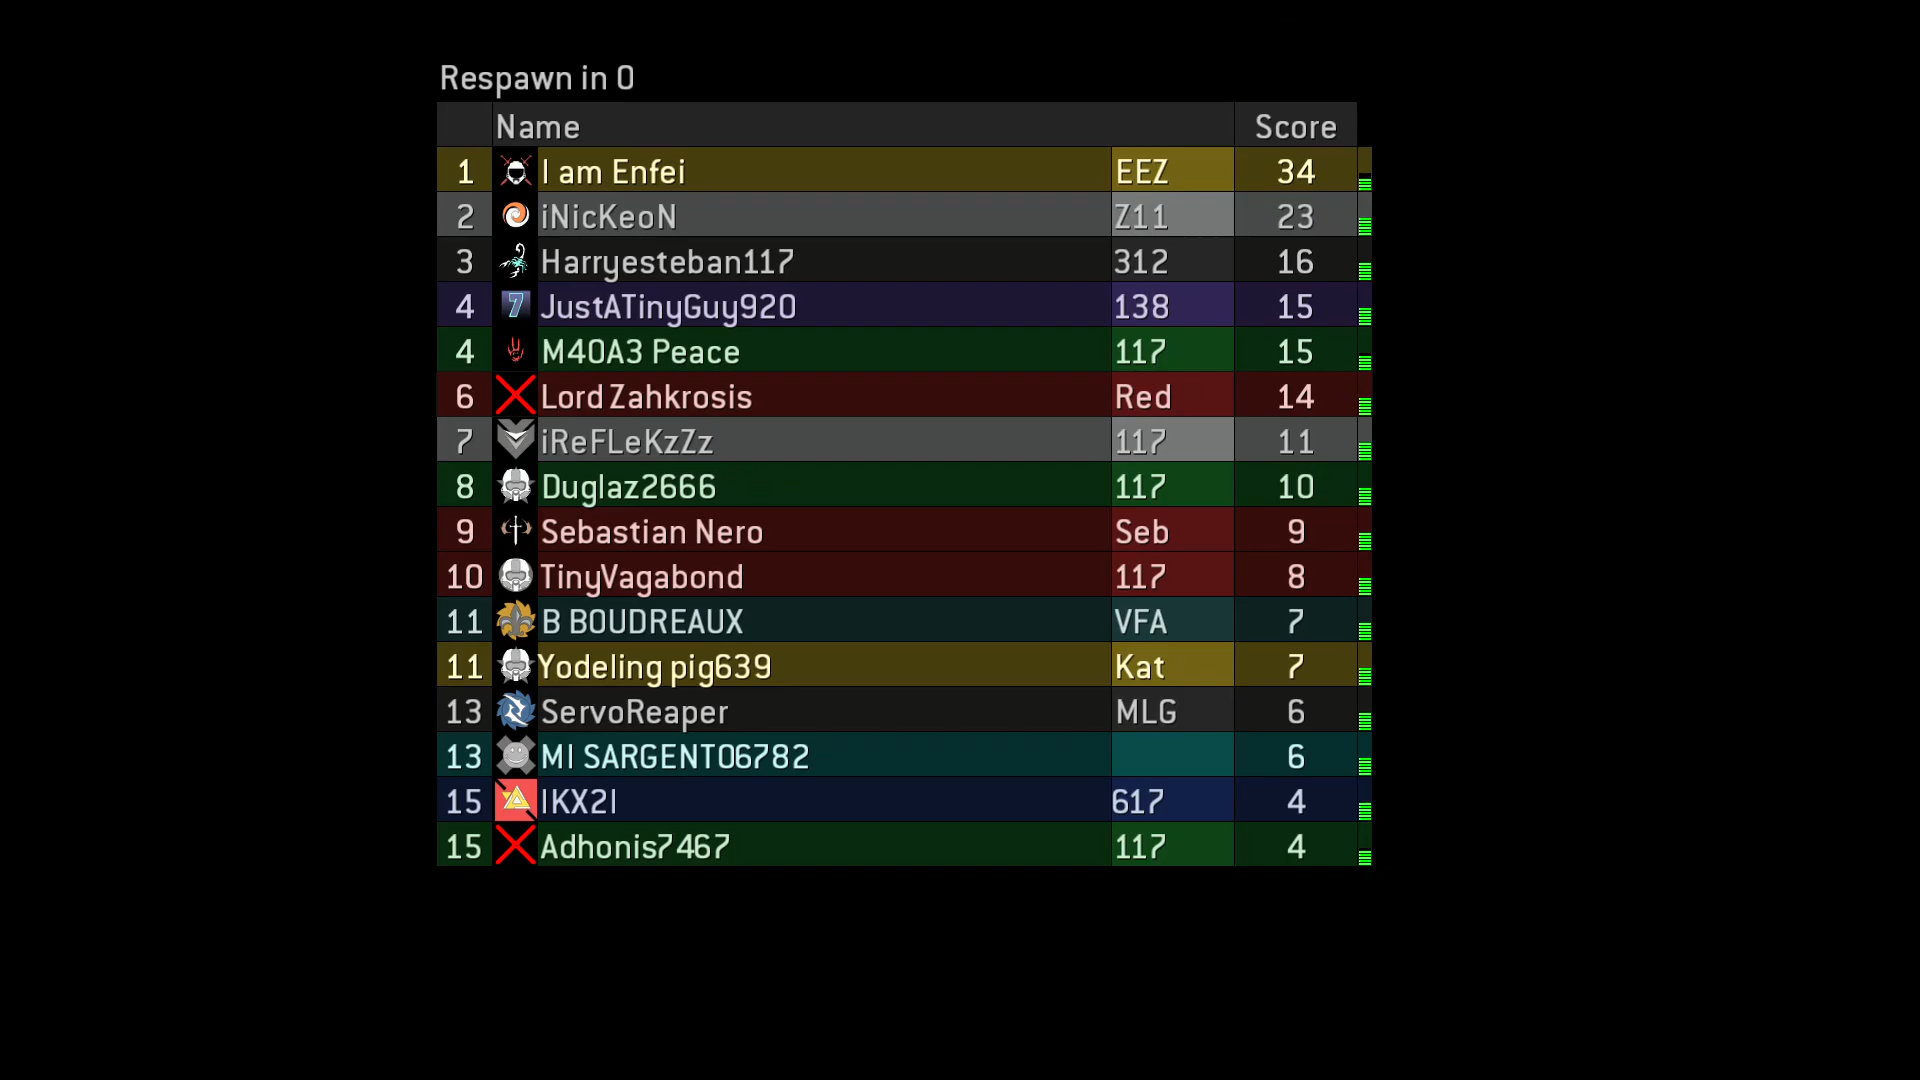 Respawn in 0
Name Score
1 I am Enfei EEZ 34
2 iNicKeoN Z11 23
3 Harryesteban117 312 16
4 7 JustATinyGuy920 138 15
4 M40A3 Peace 117 15
6 Lord Zahkrosis Red 14
7 iReFLeKzZz 117 11
8 Duglaz2666 117 10
9 Sebastian Nero Seb 9
10 TinyVagabond 117 8
11 B BOUDREAUX VFA 7
11 Yodeling pig639 Kat 7
13 ServoReaper MLG 6
13 MI SARGENTO6782 6
15 IKX2I 617 4
15 Adhonis7467 117 4